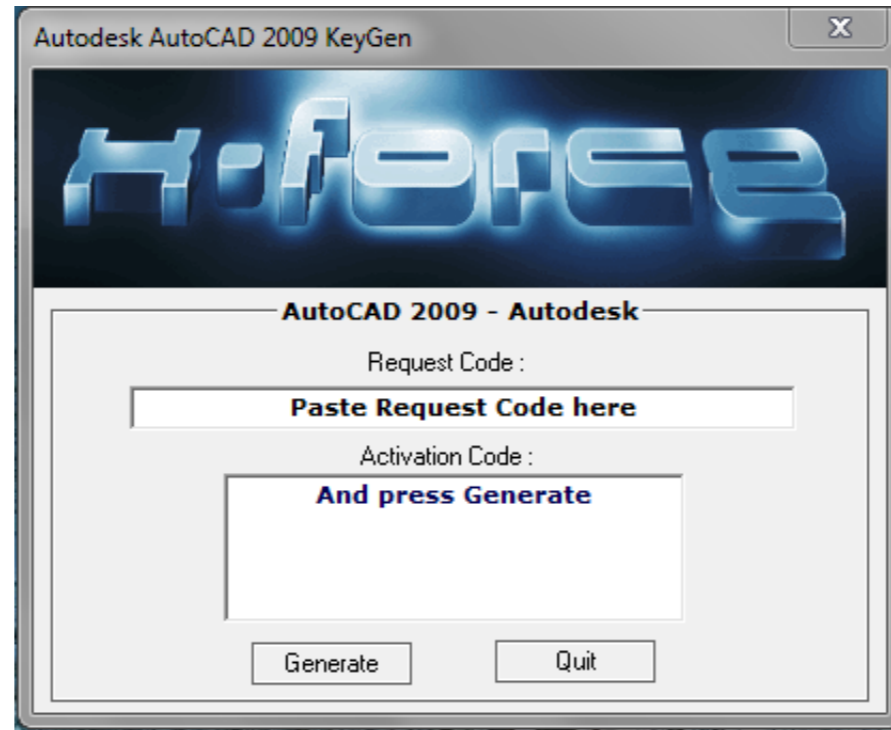 Autodesk AutoCAD 2009 KeyGen
X-force
AutoCAD 2009 - Autodesk
Request Code :
Paste Request Code here
Activation Code :
And press Generate
Generate
Quit